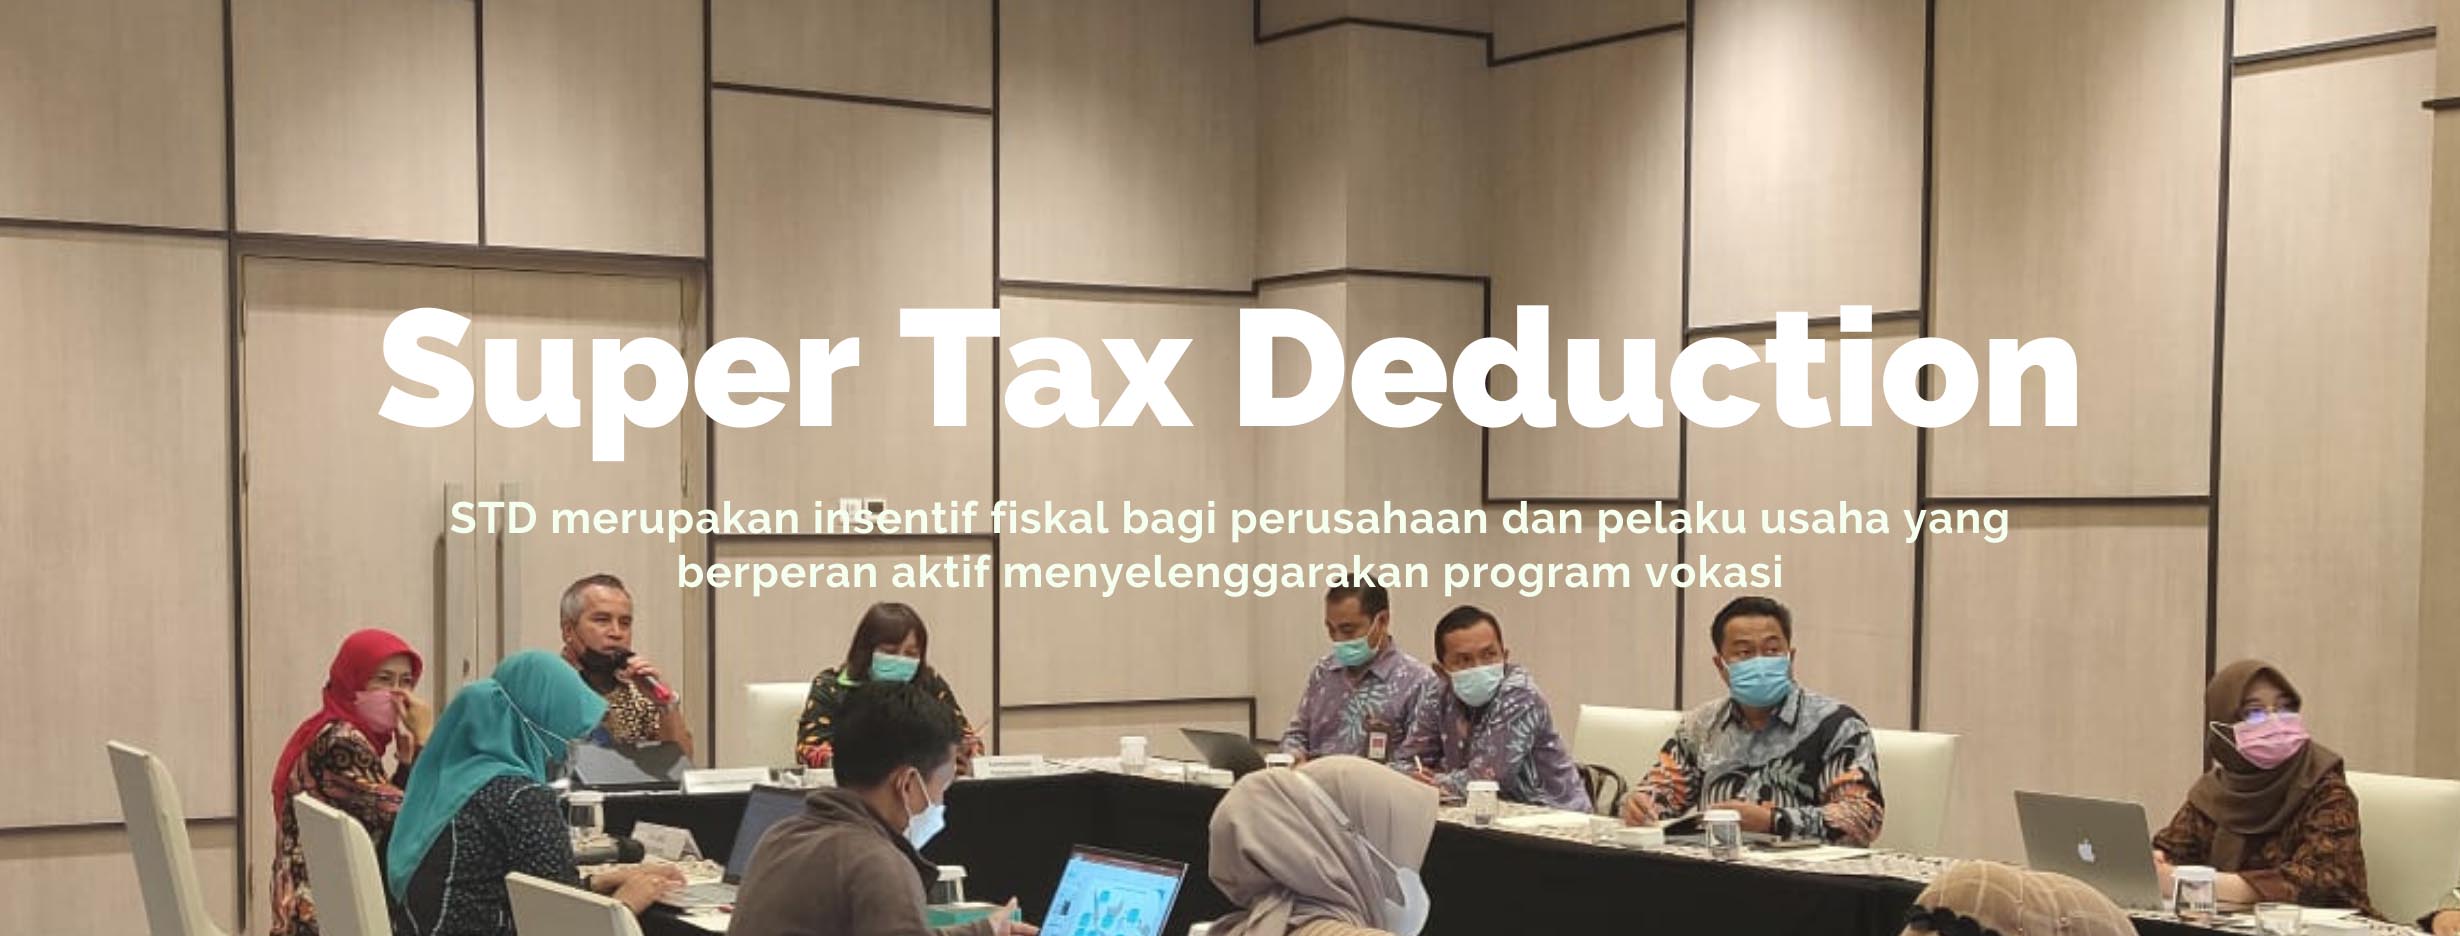 Super Tax Deduction
STD merupakan insentif fiskal bagi perusahaan dan pelaku usaha yang
berperan aktif menyelenggarakan program vokasi